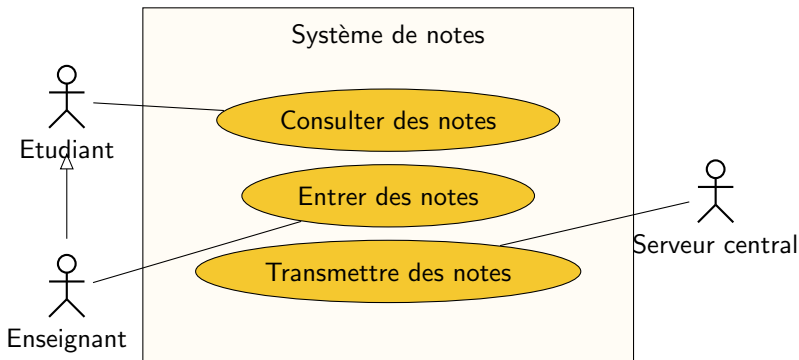 Système de notes
Etudiant
Consulter des notes
Entrer des notes
Serveur central
Transmettre des notes
Enseignant